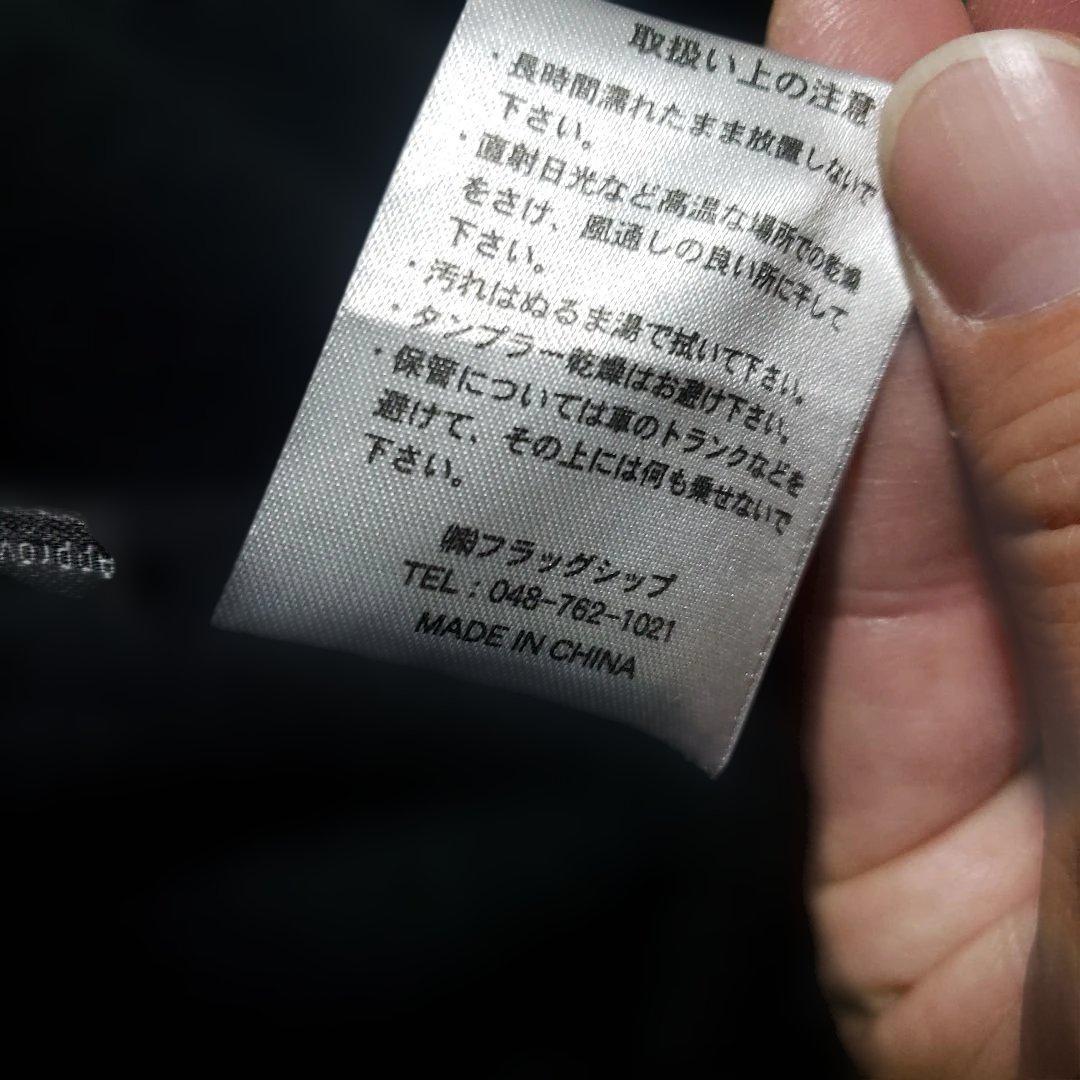 取扱い上の注意
・長時間濡れたまま放置しないで
下さい。
・直射日光など高温な場所での乾燥
をさけ、風通しの良い所に干して
下さい。
・汚れはぬるま湯で拭いて下さい。
・タンブラー乾燥はお避け下さい。
・保管については車のトランクなどを
避けて、その上には何も乗せないで
下さい。
㈱フラッグシップ
TEL：048-762-1021
MADE IN CHINA